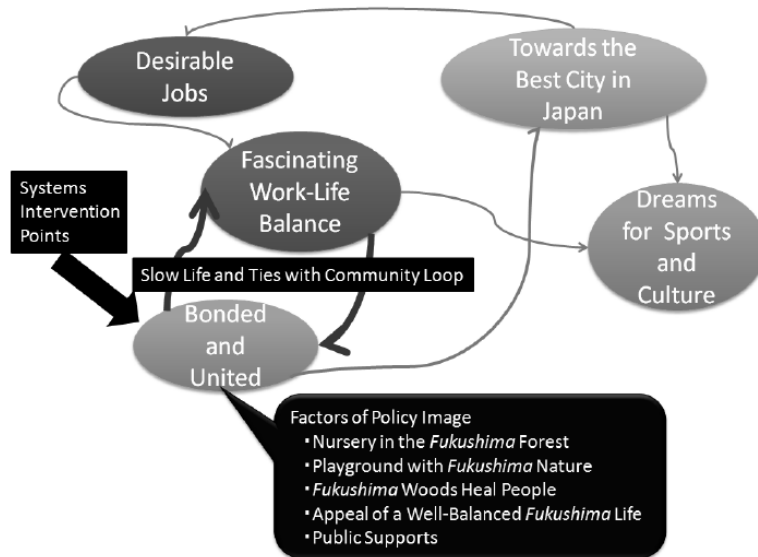 Desirable
Jobs
Towards the
Best City in
Japan
Fascinating
Work-Life
Balance
Systems
Intervention
Points
Dreams
for Sports
and
Culture
Slow Life and Ties with Community Loop
Bonded
and
United
Factors of Policy Image
・Nursery in the Fukushima Forest
・Playground with Fukushima Nature
・Fukushima Woods Heal People
・Appeal of a Well-Balanced Fukushima Life
・Public Supports